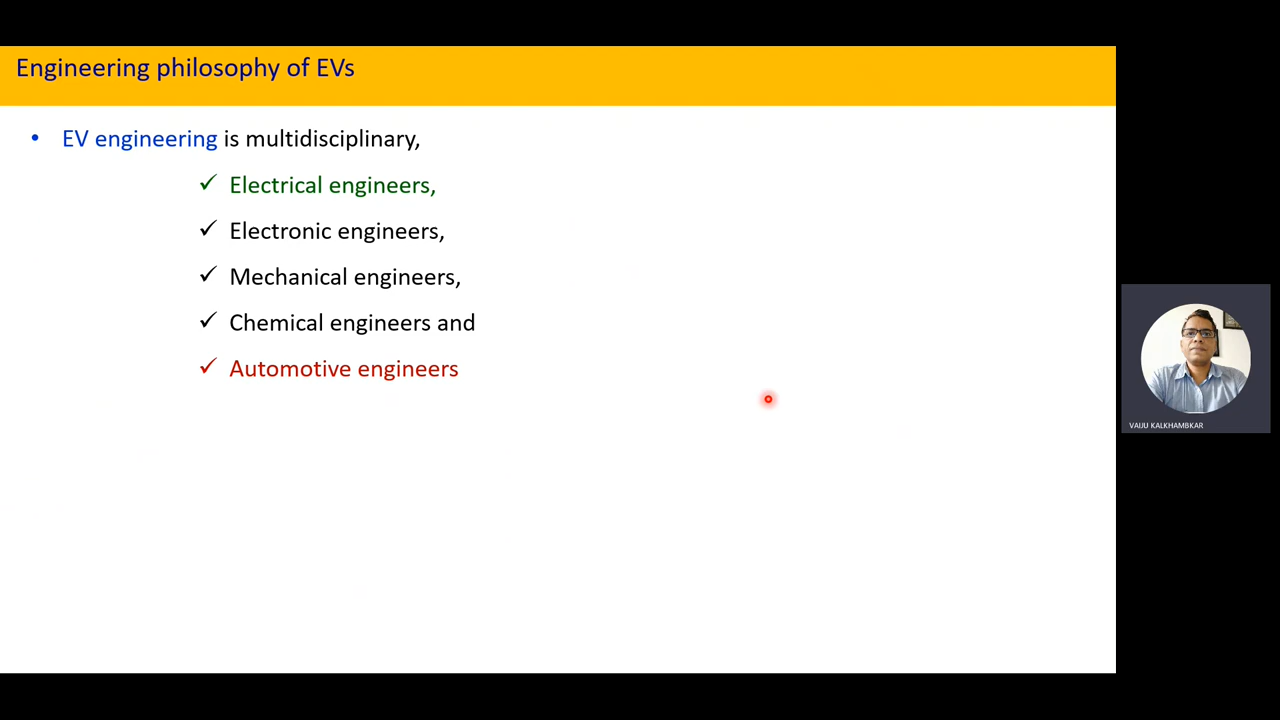 Engineering philosophy of EVs
• EV engineering is multidisciplinary,
✓ Electrical engineers,
✓ Electronic engineers,
✓ Mechanical engineers,
✓ Chemical engineers and
✓ Automotive engineers
VAIJU KALKHAMBKAR